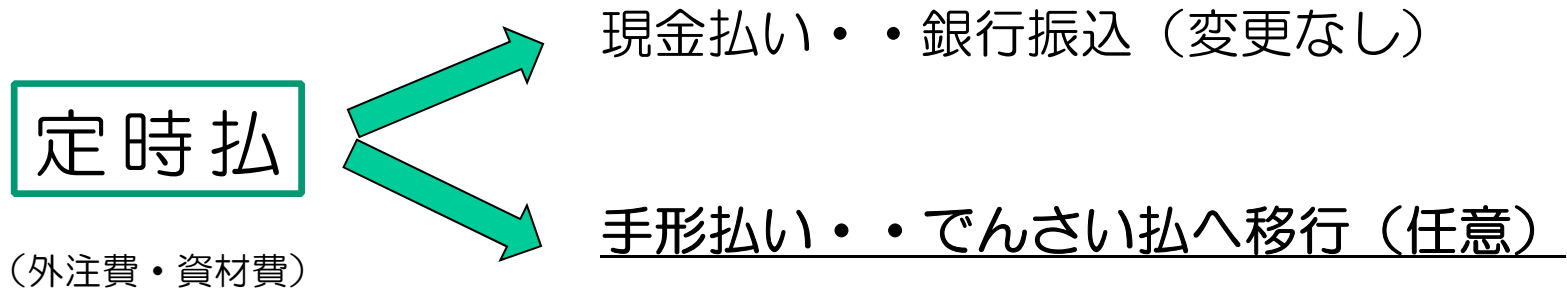 現金払い・・銀行振込（変更なし）
定時払
手形払い・・でんさい払へ移行（任意）
（外注費・資材費）